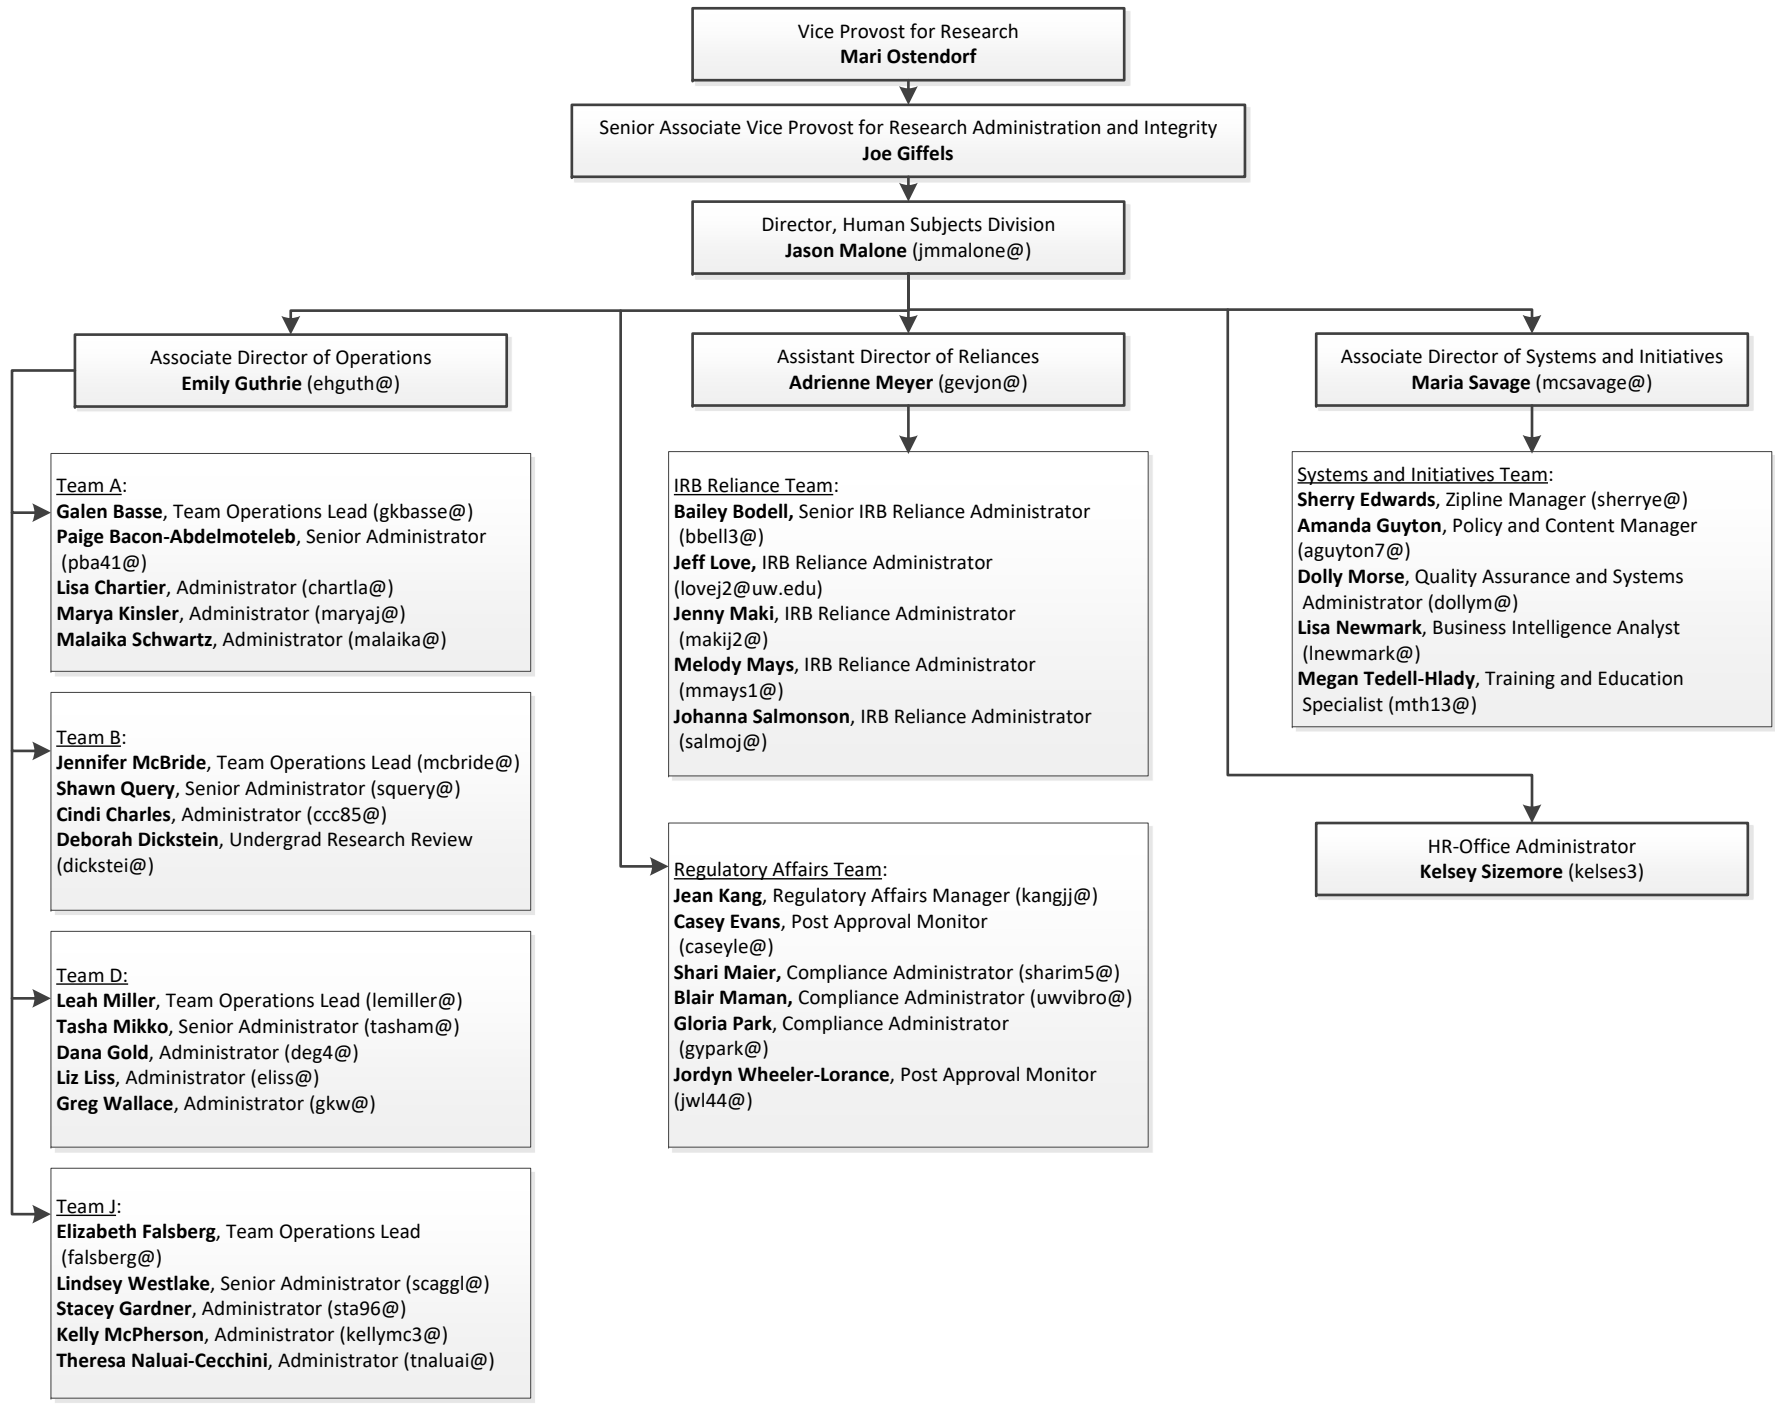 Vice Provost for Research
Mari Ostendorf
Senior Associate Vice Provost for Research Administration and Integrity
Joe Giffels
Director, Human Subjects Division
Jason Malone (jmmalone@)
Associate Director of Operations
Emily Guthrie (ehguth@)
Assistant Director of Reliances
Adrienne Meyer (gevjon@)
Associate Director of Systems and Initiatives
Maria Savage (mcsavage@)
Team A:
Galen Basse, Team Operations Lead (gkbasse@)
Paige Bacon-Abdelmoteleb, Senior Administrator
(pba41@)
Lisa Chartier, Administrator (chartla@)
Marya Kinsler, Administrator (maryaj@)
Malaika Schwartz, Administrator (malaika@)
Team B:
Jennifer McBride, Team Operations Lead (mcbride@)
Shawn Query, Senior Administrator (squery@)
Cindi Charles, Administrator (ccc85@)
Deborah Dickstein, Undergrad Research Review
(dickstei@)
Team D:
Leah Miller, Team Operations Lead (lemiller@)
Tasha Mikko, Senior Administrator (tasham@)
Dana Gold, Administrator (deg4@)
Liz Liss, Administrator (eliss@)
Greg Wallace, Administrator (gkw@)
Team J:
Elizabeth Falsberg, Team Operations Lead
(falsberg@)
Lindsey Westlake, Senior Administrator (scaggl@)
Stacey Gardner, Administrator (sta96@)
Kelly McPherson, Administrator (kellymc3@)
Theresa Naluai-Cecchini, Administrator (tnaluai@)
IRB Reliance Team:
Bailey Bodell, Senior IRB Reliance Administrator
(bbell3@)
Jeff Love, IRB Reliance Administrator
(lovej2@uw.edu)
Jenny Maki, IRB Reliance Administrator
(makij2@)
Melody Mays, IRB Reliance Administrator
(mmays1@)
Johanna Salmonson, IRB Reliance Administrator
(salmoj@)
Regulatory Affairs Team:
Jean Kang, Regulatory Affairs Manager (kangjj@)
Casey Evans, Post Approval Monitor
(caseyle@)
Shari Maier, Compliance Administrator (sharim5@)
Blair Maman, Compliance Administrator (uwvibro@)
Gloria Park, Compliance Administrator
(gypark@)
Jordyn Wheeler-Lorance, Post Approval Monitor
(jwl44@)
Systems and Initiatives Team:
Sherry Edwards, Zipline Manager (sherrye@)
Amanda Guyton, Policy and Content Manager
(aguyton7@)
Dolly Morse, Quality Assurance and Systems
Administrator (dollym@)
Lisa Newmark, Business Intelligence Analyst
(lnewmark@)
Megan Tedell-Hlady, Training and Education
Specialist (mth13@)
HR-Office Administrator
Kelsey Sizemore (kelses3)